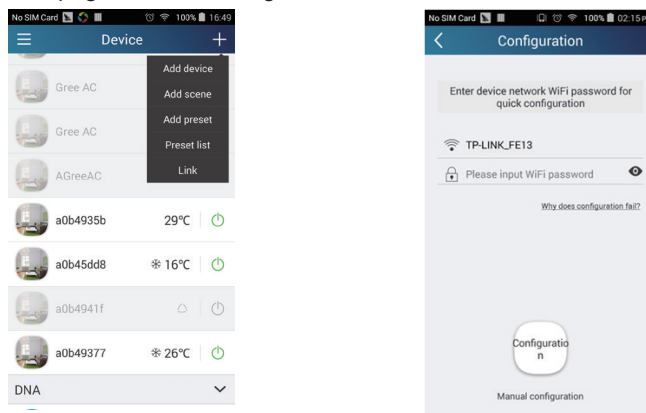 No SIM Card 100% 16:49
Device
Add device
Gree AC
Add scene
Add preset
Gree AC
Preset list
AGreeAC
Link
a0b4935b 29℃
a0b45dd8 16℃
a0b4941f
a0b49377 26℃
DNA
No SIM Card 100% 02:15P
Configuration
Enter device network WiFi password for
quick configuration
TP-LINK_FE13
Please input WiFi password
Why does configuration fail?
Configuratio
n
Manual configuration